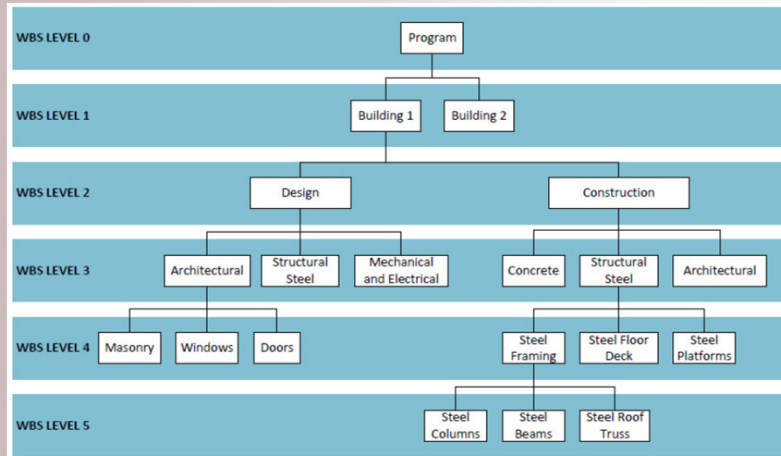 WBS LEVEL 0
Program
WBS LEVEL 1
Building 1
Building 2
WBS LEVEL 2
Design
Construction
WBS LEVEL 3
Architectural
Structural
Steel
Mechanical
and Electrical
Concrete
Structural
Steel
Architectural
WBS LEVEL 4
Masonry
Windows
Doors
Steel
Framing
Steel Floor
Deck
Steel
Platforms
WBS LEVEL 5
Steel
Columns
Steel
Beams
Steel Roof
Truss